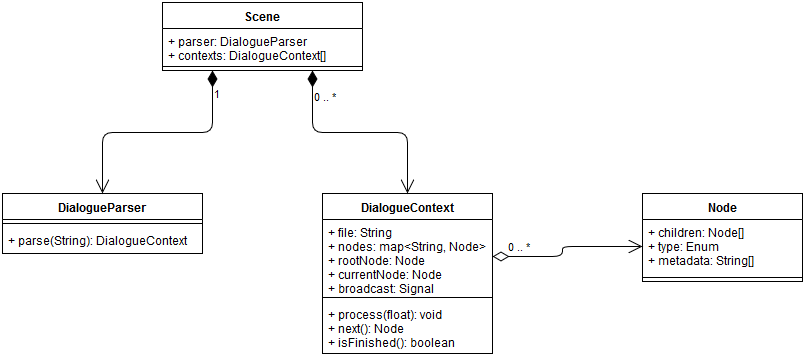 Scene
+ parser: DialogueParser
+ contexts: DialogueContext[]
1
0 .. *
DialogueParser
+ parse(String): DialogueContext
DialogueContext
+ file: String
+ nodes: map<String, Node>
+ rootNode: Node
+ currentNode: Node
+ broadcast: Signal
+ process(float): void
+ next(): Node
+ isFinished(): boolean
0 .. *
Node
+ children: Node[]
+ type: Enum
+ metadata: String[]